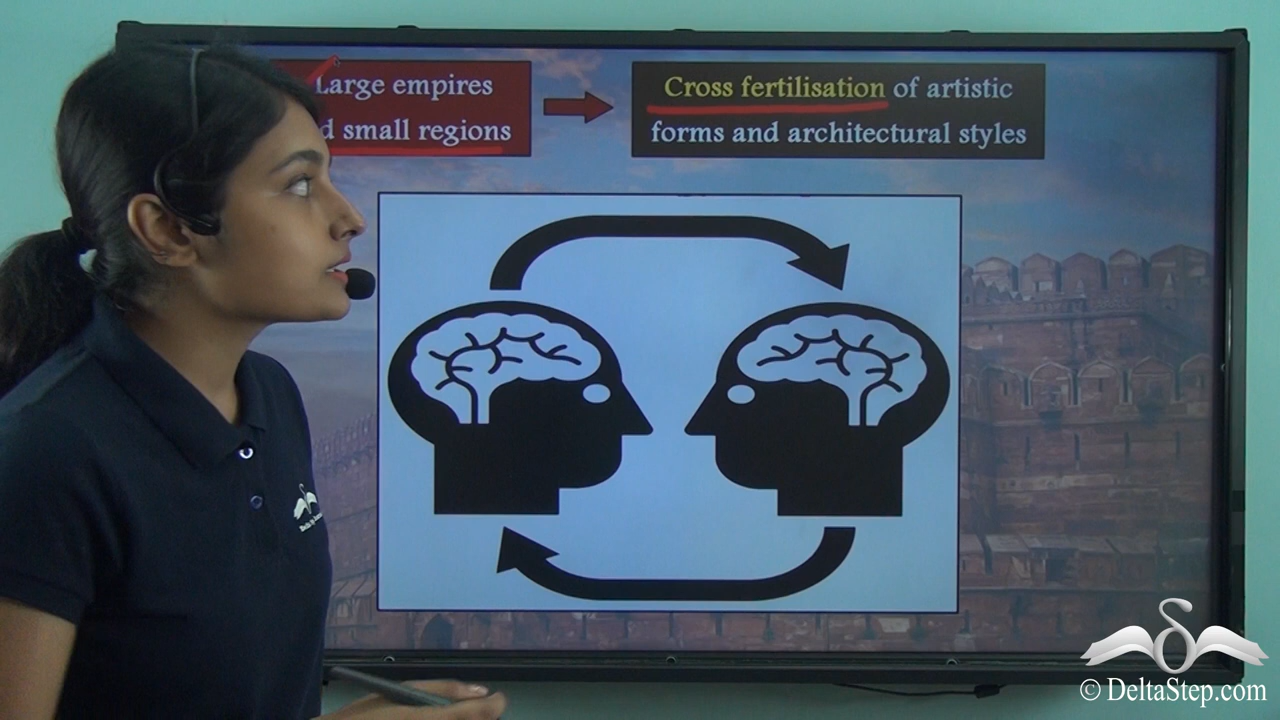 Large empires
d small regions
Cross fertilisation of artistic
forms and architectural styles
© DeltaStep.com